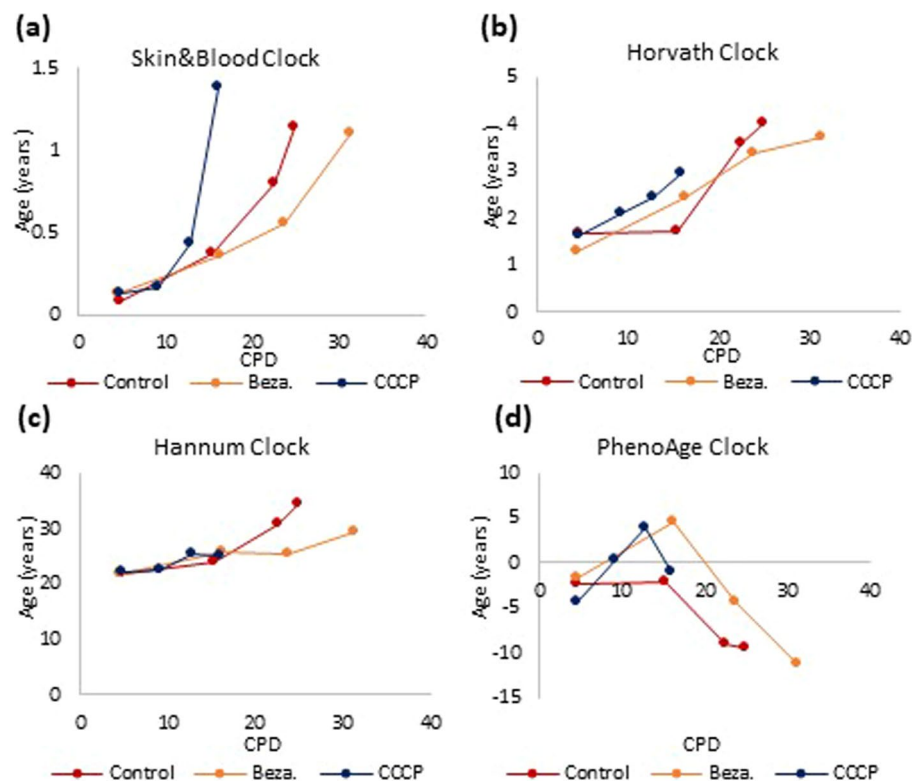 (a)
Skin&Blood Clock
1.5
1
0.5
0
Age (years)
0 10 20 30 40
CPD
Control Beza. CCCP
(b)
Horvath Clock
5
4
3
2
1
0
Age (years)
0 10 20 30 40
CPD
Control Beza. CCCP
(c)
Hannum Clock
40
30
20
10
0
Age (years)
0 10 20 30 40
CPD
Control Beza. CCCP
(d)
PhenoAge Clock
10
5
0
-5
-10
-15
Age (years)
0 10 20 30 40
CPD
Control Beza. CCCP